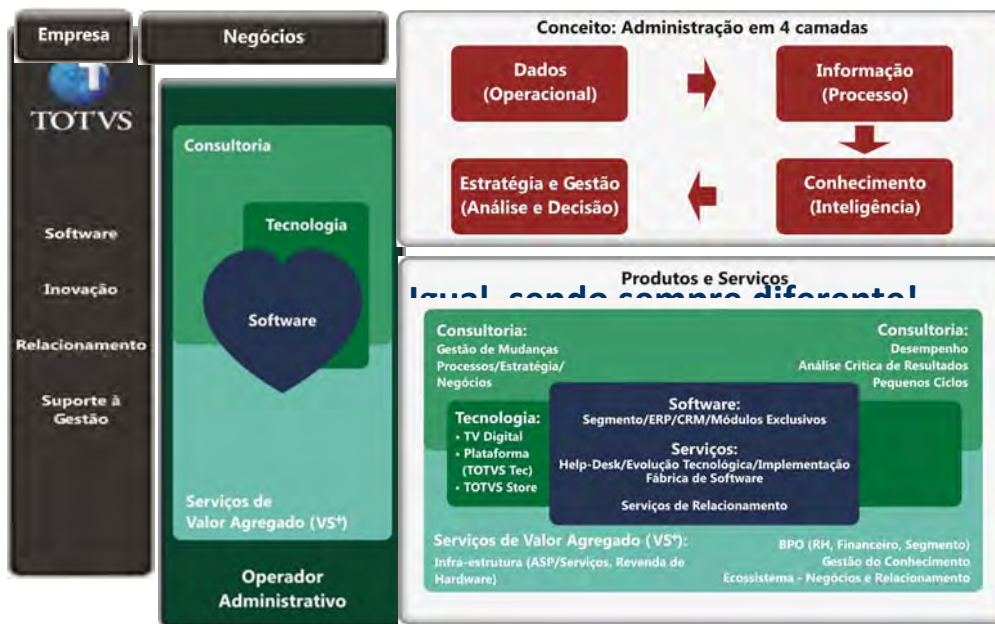 Empresa
TOTVS
Software
Inovação
Relacionamento
Suporte à
Gestão
Negócios
Consultoria
Tecnologia
Software
Serviços de
Valor Agregado (VS⁺)
Operador
Administrativo
Conceito: Administração em 4 camadas
Dados
(Operacional)
Informação
(Processo)
Conhecimento
(Inteligência)
Estratégia e Gestão
(Análise e Decisão)
Produtos e Serviços
Igual, sendo sempre diferente!
Consultoria:
Gestão de Mudanças
Processos/Estratégia/
Negócios
Consultoria:
Desempenho
Análise Critica de Resultados
Pequenos Ciclos
Tecnologia:
• TV Digital
• Plataforma
(TOTVS Tec)
• TOTVS Store
Software:
Segmento/ERP/CRM/Módulos Exclusivos
Serviços:
Help-Desk/Evolução Tecnológica/Implementação
Fábrica de Software
Serviços de Relacionamento
Serviços de Valor Agregado (VS⁺):
Infra-estrutura (ASP/Serviços, Revenda de
Hardware)
BPO (RH, Financeiro, Segmento)
Gestão do Conhecimento
Ecossistema - Negócios e Relacionamento